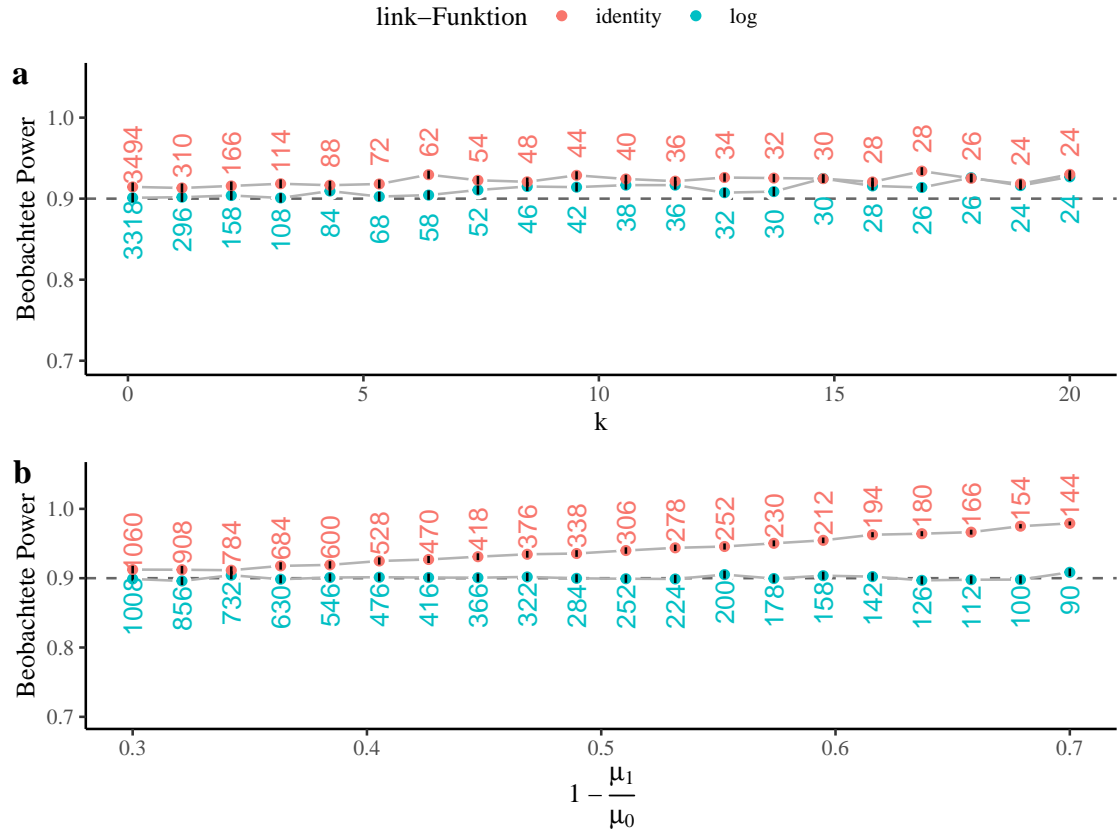 link–Funktion identity log
a
Beobachtete Power
1.0
0.9
0.8
0.7
3494 310 166 114 88 72 62 54 48 44 40 36 34 32 30 28 28 26 24 24
3318 296 158 108 84 68 58 52 46 42 38 36 32 30 30 28 26 26 24 24
0 5 10 15 20
k
b
Beobachtete Power
1.0
0.9
0.8
0.7
1060 908 784 684 600 528 470 418 376 338 306 278 252 230 212 194 180 166 154 144
1008 856 732 630 546 476 416 366 322 284 252 224 200 178 158 142 126 112 100 90
0.3 0.4 0.5 0.6 0.7
1 − μ1
μ0